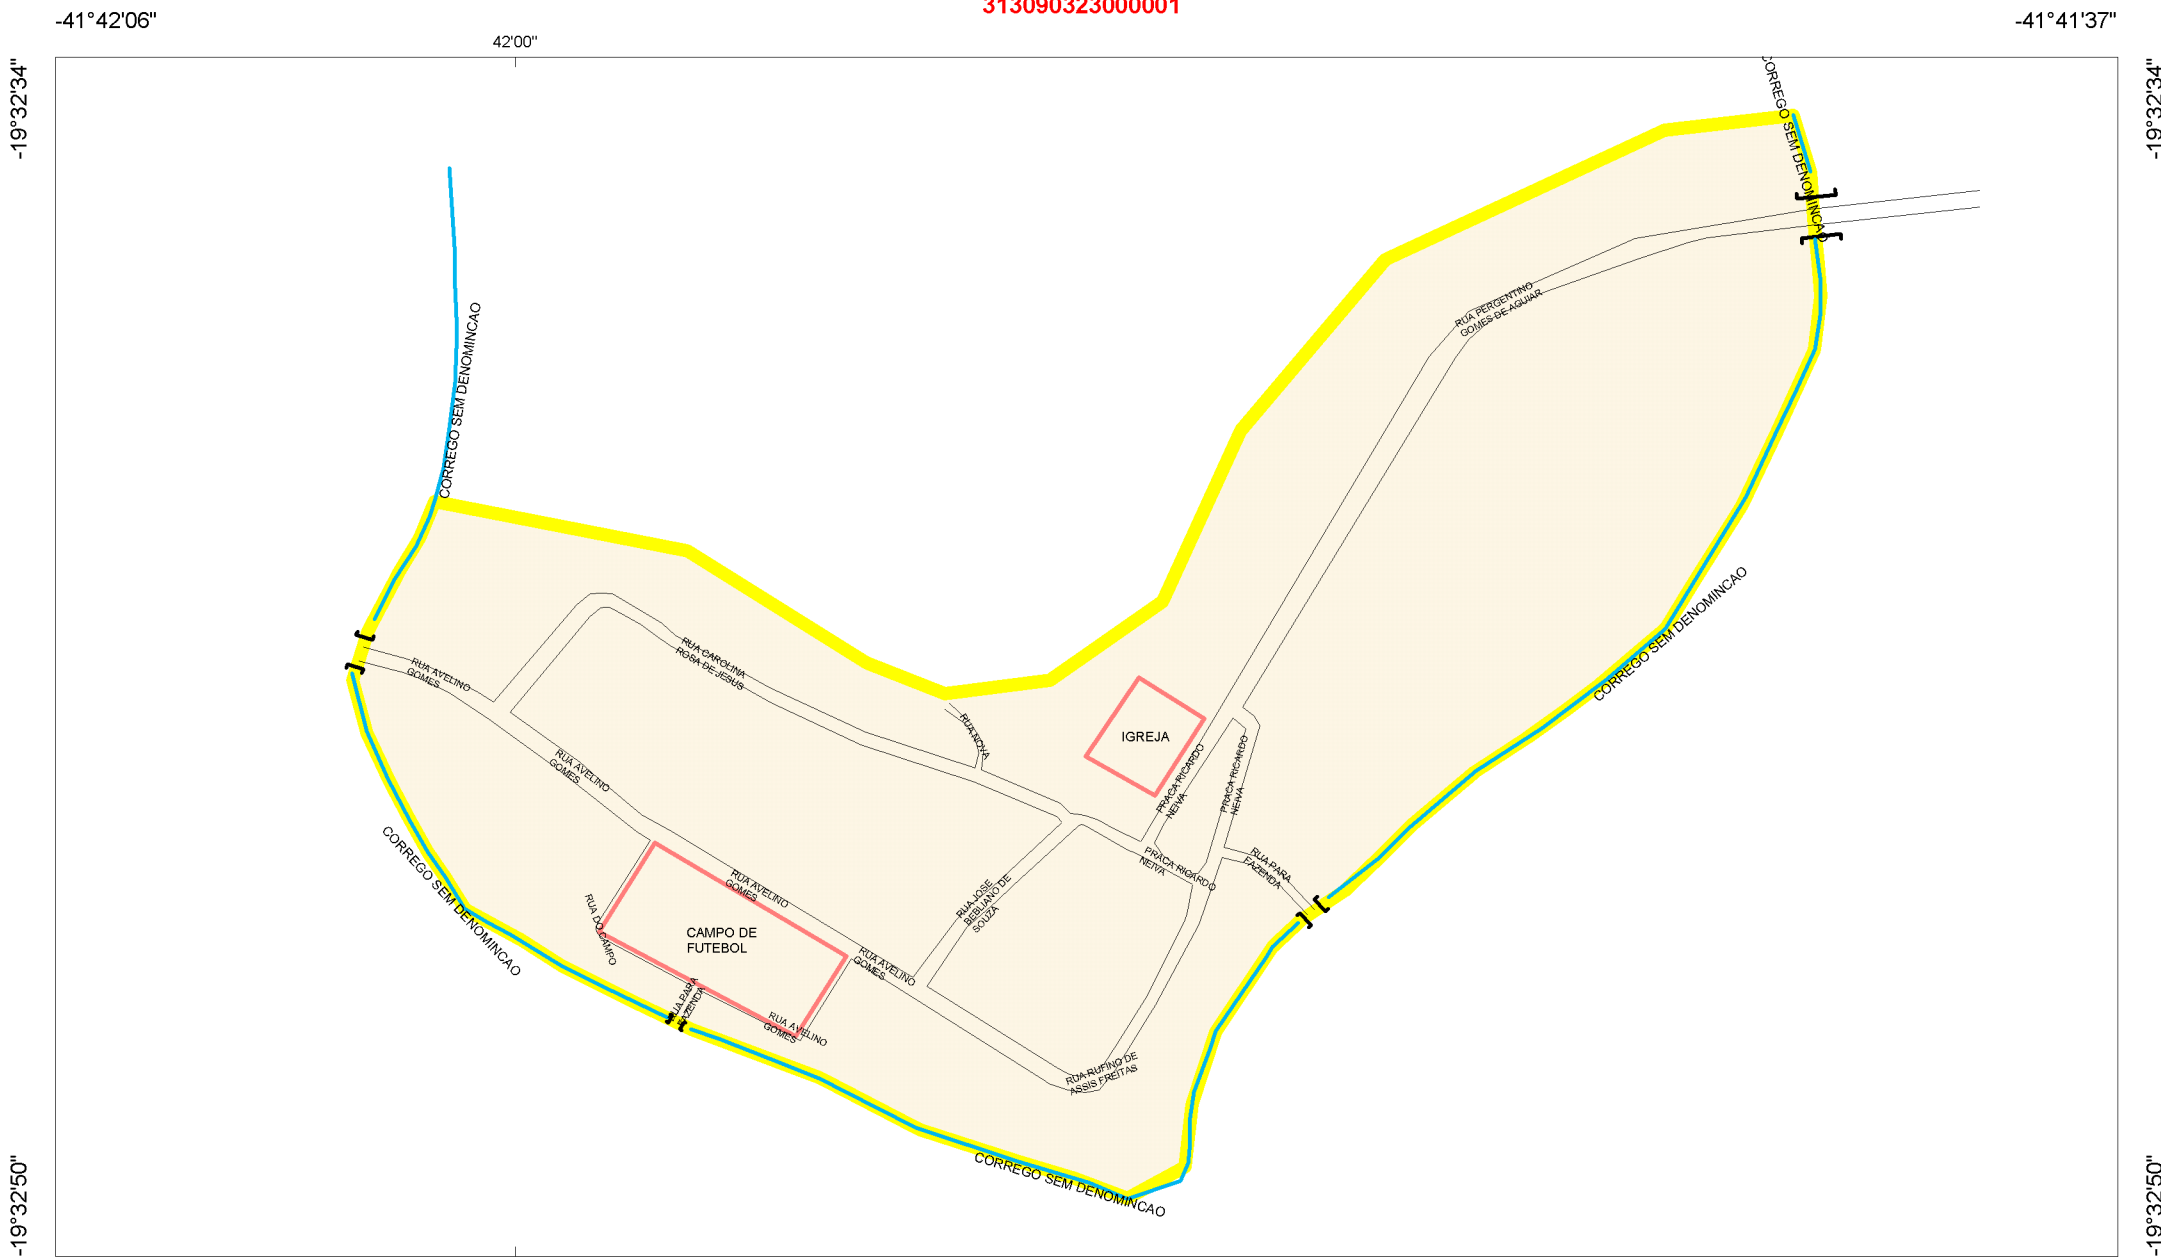 313090323000001
-41°42'06"
-41°41'37"
42'00"
-19°32'34"
-19°32'34"
CORREGO SEM DENOMINCAO
CORREGO SEM DENOMINCAO
RUA PERGENTINO
GOMES DE AGUIAR
CORREGO SEM DENOMINCAO
RUA CAROLINA
ROSA DE JESUS
RUA AVELINO
GOMES
RUA NOVA
IGREJA
PRACA RICARDO
NEIVA
PRACA RICARDO
NEIVA
RUA AVELINO
GOMES
PRACA RICARDO
NEIVA
RUA PARA
FAZENDA
CORREGO SEM DENOMINCAO
RUA AVELINO
GOMES
RUA JOSE
BEBLIANO DE
SOUZA
RUA DO CAMPO
CAMPO DE
FUTEBOL
RUA AVELINO
GOMES
RUA PARA
FAZENDA
RUA AVELINO
GOMES
RUA RUFINO DE
ASSIS FREITAS
CORREGO SEM DENOMINCAO
-19°32'50"
-19°32'50"